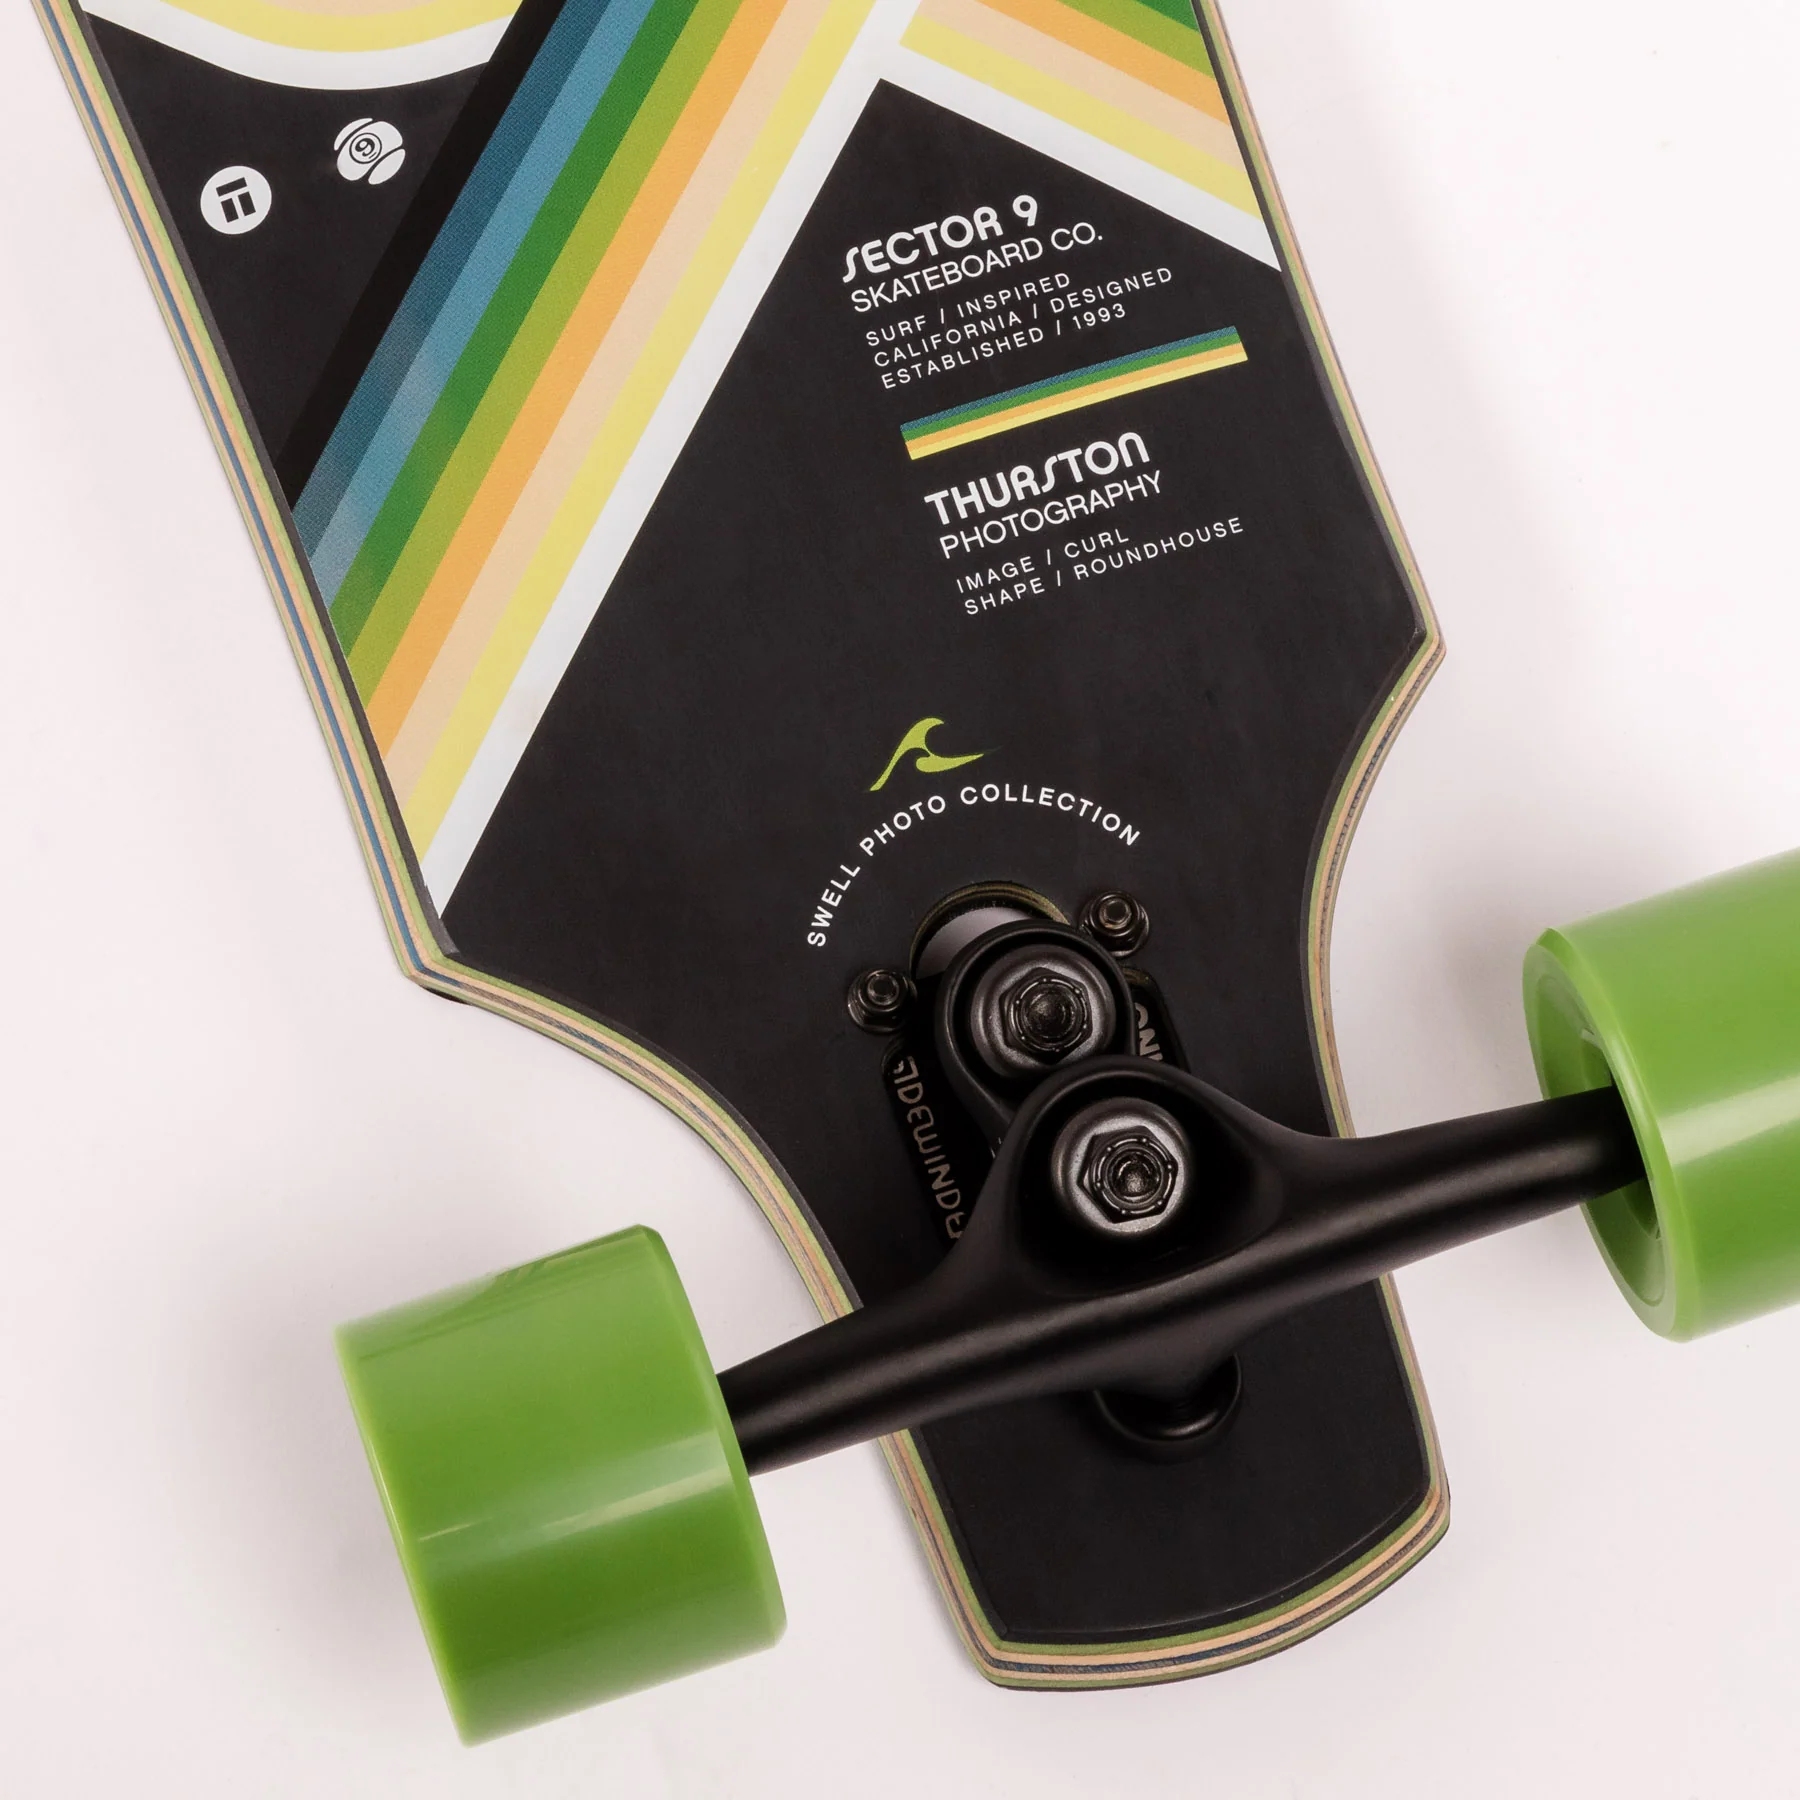 9
SECTOR 9
SKATEBOARD CO.
SURF / INSPIRED
CALIFORNIA / DESIGNED
ESTABLISHED / 1993
THURSTON
PHOTOGRAPHY
IMAGE / CURL
SHAPE / ROUNDHOUSE
SWELL PHOTO COLLECTION